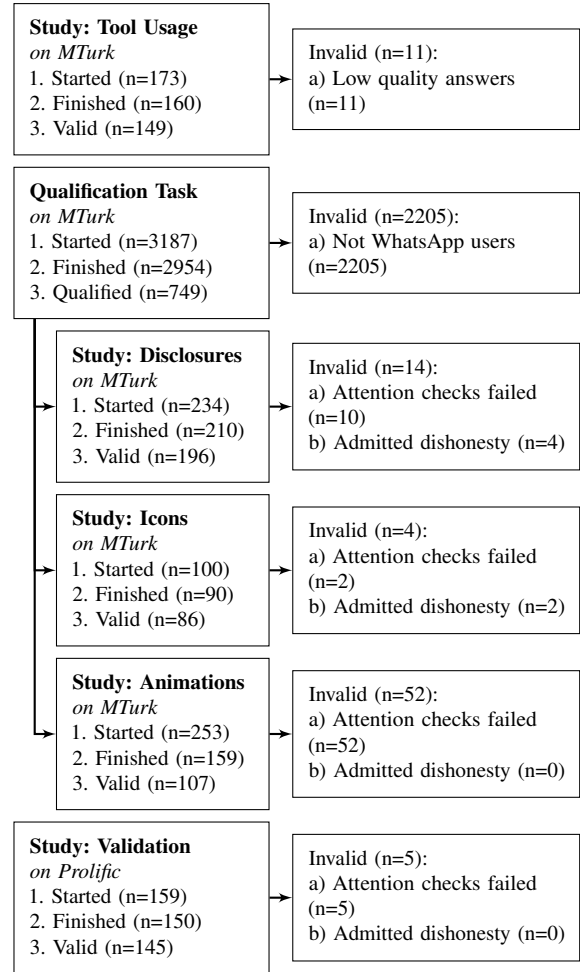 Study: Tool Usage
on MTurk
1. Started (n=173)
2. Finished (n=160)
3. Valid (n=149)
Invalid (n=11):
a) Low quality answers
(n=11)
Qualification Task
on MTurk
1. Started (n=3187)
2. Finished (n=2954)
3. Qualified (n=749)
Invalid (n=2205):
a) Not WhatsApp users
(n=2205)
Study: Disclosures
on MTurk
1. Started (n=234)
2. Finished (n=210)
3. Valid (n=196)
Invalid (n=14):
a) Attention checks failed
(n=10)
b) Admitted dishonesty (n=4)
Study: Icons
on MTurk
1. Started (n=100)
2. Finished (n=90)
3. Valid (n=86)
Invalid (n=4):
a) Attention checks failed
(n=2)
b) Admitted dishonesty (n=2)
Study: Animations
on MTurk
1. Started (n=253)
2. Finished (n=159)
3. Valid (n=107)
Invalid (n=52):
a) Attention checks failed
(n=52)
b) Admitted dishonesty (n=0)
Study: Validation
on Prolific
1. Started (n=159)
2. Finished (n=150)
3. Valid (n=145)
Invalid (n=5):
a) Attention checks failed
(n=5)
b) Admitted dishonesty (n=0)